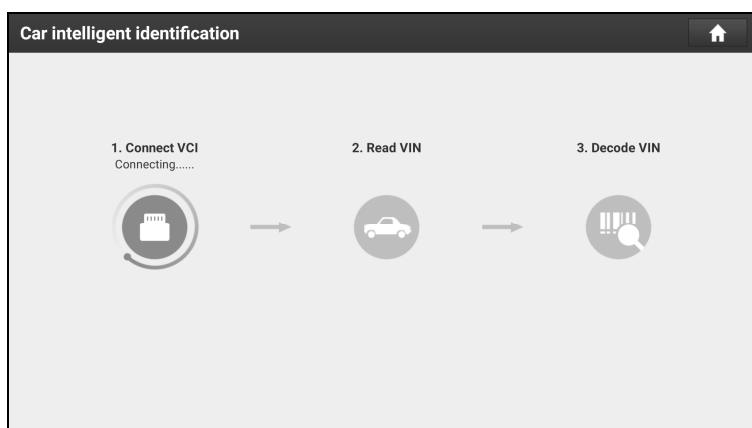 Car intelligent identification
1. Connect VCI
Connecting......
2. Read VIN
3. Decode VIN